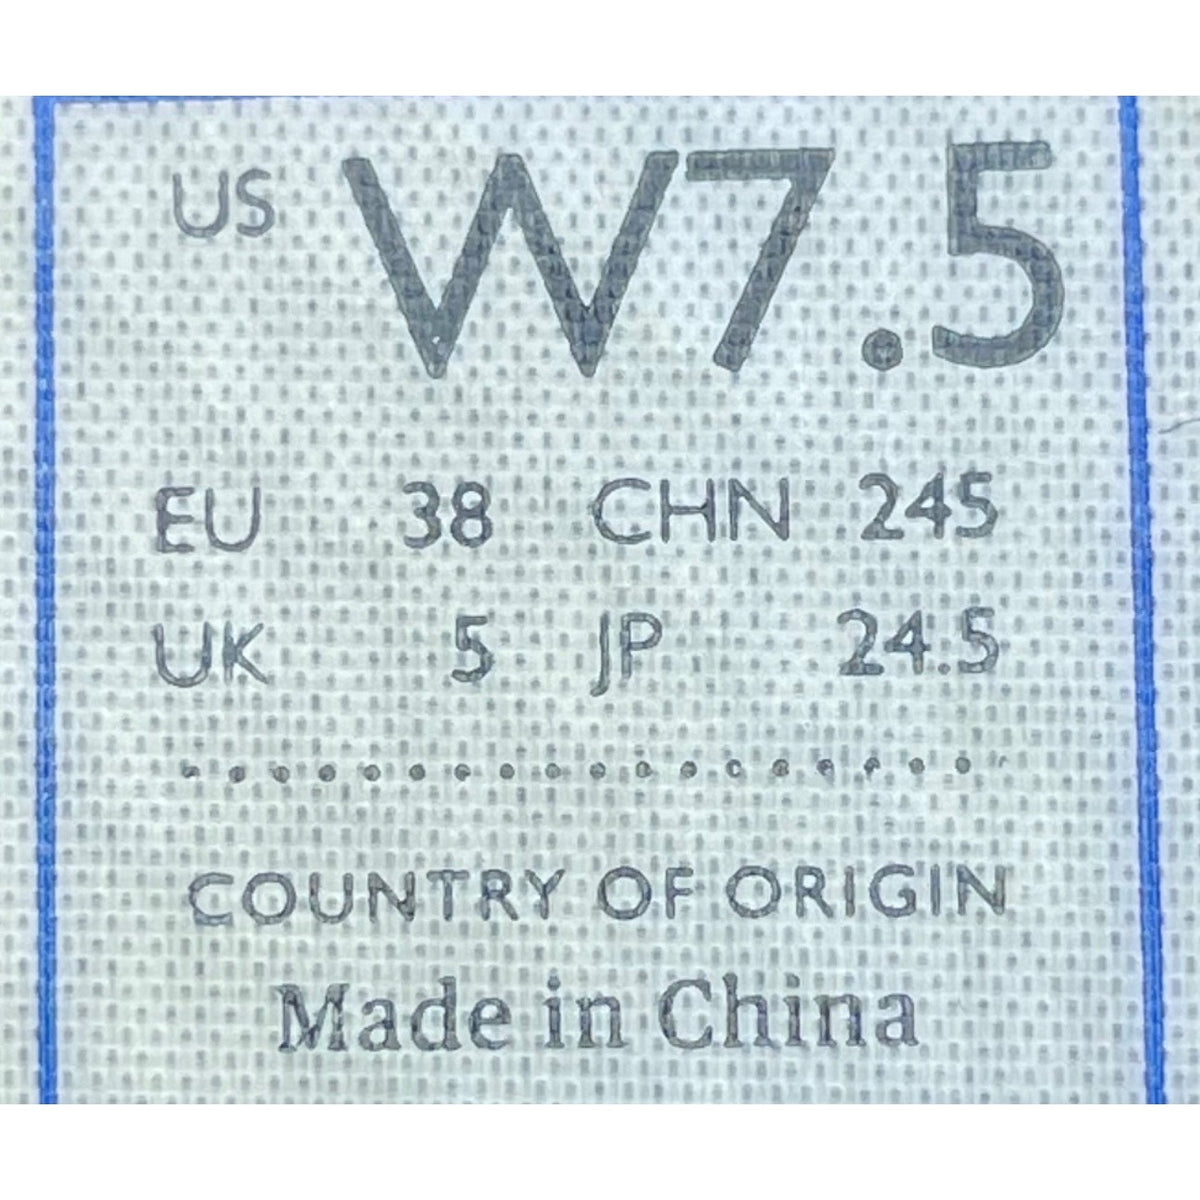 US W7.5
EU 38 CHN 245
UK 5 JP 24.5
COUNTRY OF ORIGIN
Made in China